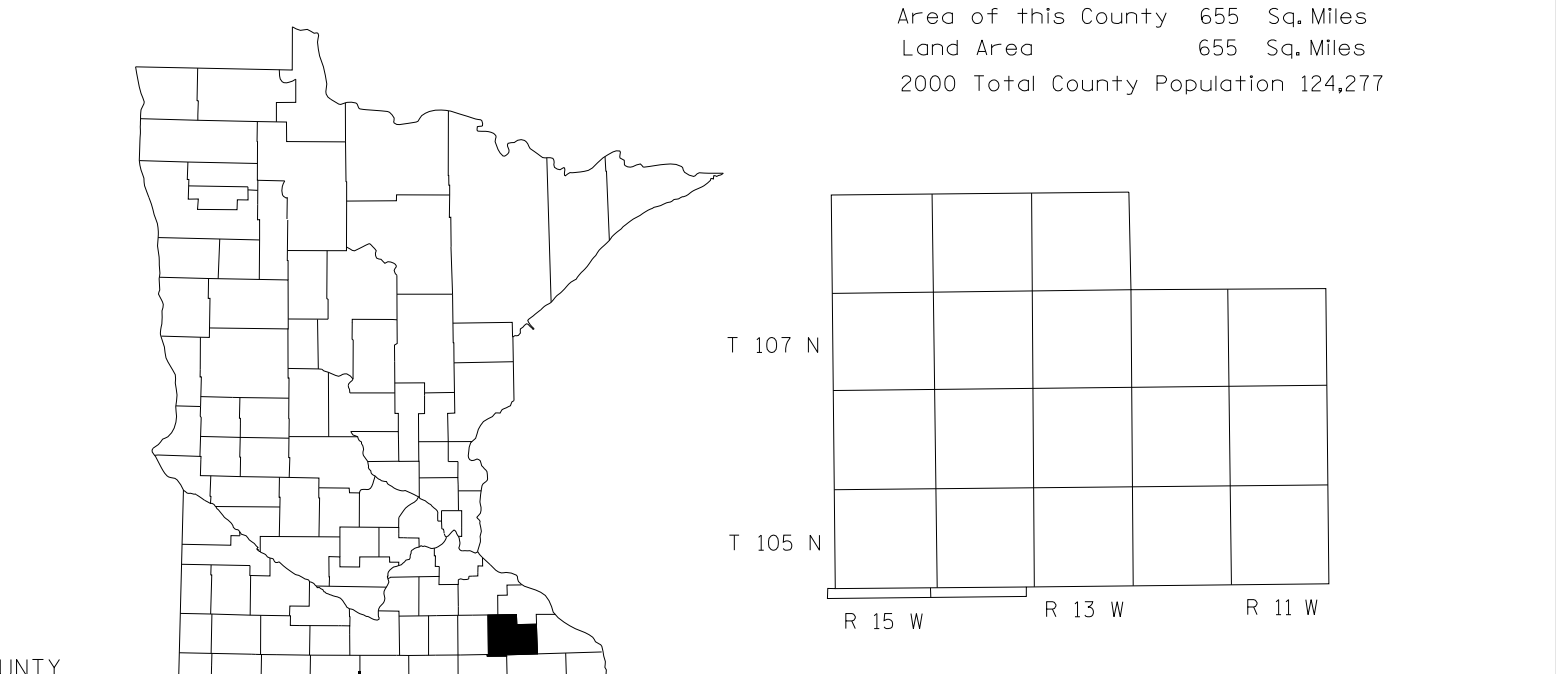 Area of this County 655 Sq. Miles
Land Area 655 Sq. Miles
2000 Total County Population 124,277
T 107 N
T 105 N
R 15 W
R 13 W
R 11 W
UNTY